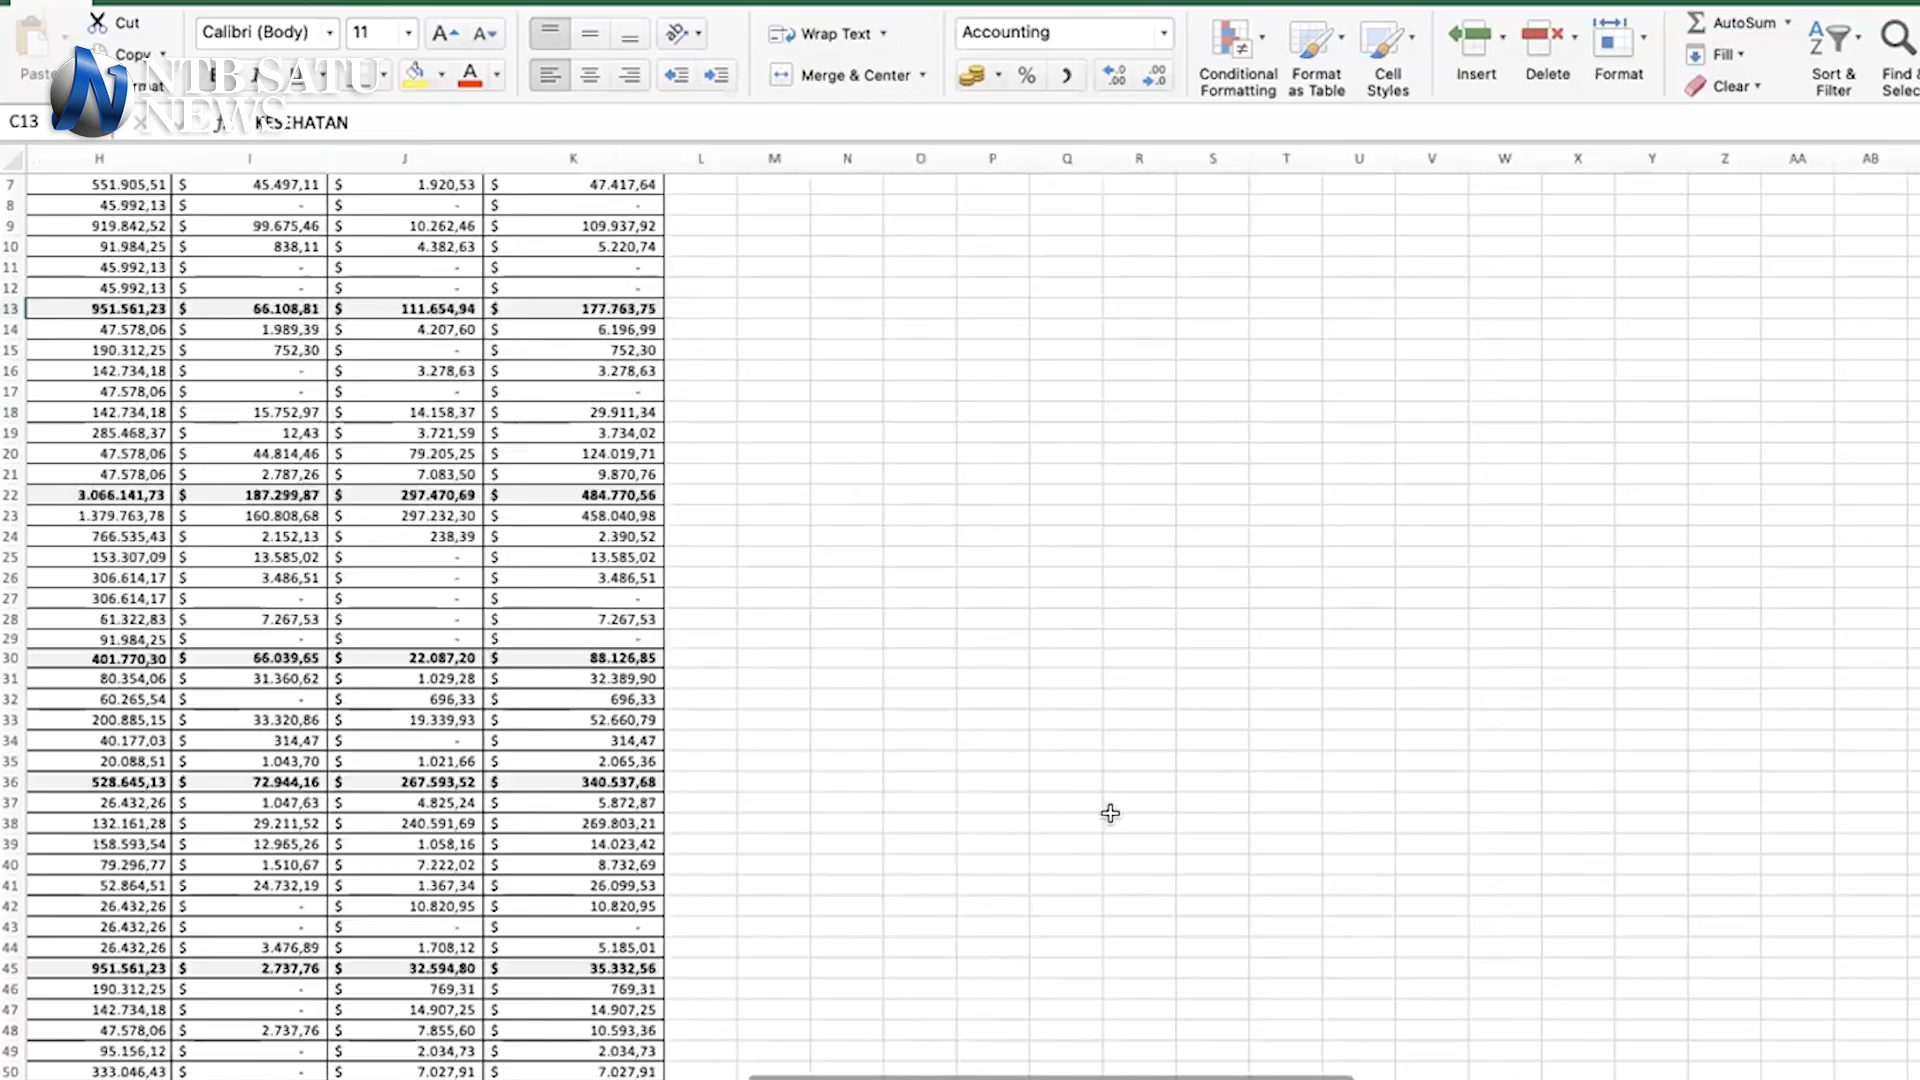 Cut
Calibri (Body) 11 A A Wrap Text Accounting AutoSum
Copy Fill
Paste Merge & Center % Conditional Formatting Format as Table Cell Styles Insert Delete Format Clear Sort & Filter Find &
NTB SATU
NEWS
C13 KESEHATAN
H I J K L M N O P Q R S T U V W X Y Z AA AB
7 551.905,51 $ 45.497,11 $ 1.920,53 $ 47.417,64
8 45.992,13 $ - $ - $ -
9 919.842,52 $ 99.675,46 $ 10.262,46 $ 109.937,92
10 91.984,25 $ 838,11 $ 4.382,63 $ 5.220,74
11 45.992,13 $ - $ - $ -
12 45.992,13 $ - $ - $ -
13 951.561,23 $ 66.108,81 $ 111.654,94 $ 177.763,75
14 47.578,06 $ 1.989,39 $ 4.207,60 $ 6.196,99
15 190.312,25 $ 752,30 $ - $ 752,30
16 142.734,18 $ - $ 3.278,63 $ 3.278,63
17 47.578,06 $ - $ - $ -
18 142.734,18 $ 15.752,97 $ 14.158,37 $ 29.911,34
19 285.468,37 $ 12,43 $ 3.721,59 $ 3.734,02
20 47.578,06 $ 44.814,46 $ 79.205,25 $ 124.019,71
21 47.578,06 $ 2.787,26 $ 7.083,50 $ 9.870,76
22 3.066.141,73 $ 187.299,87 $ 297.470,69 $ 484.770,56
23 1.379.763,78 $ 160.808,68 $ 297.232,30 $ 458.040,98
24 766.535,43 $ 2.152,13 $ 238,39 $ 2.390,52
25 153.307,09 $ 13.585,02 $ - $ 13.585,02
26 306.614,17 $ 3.486,51 $ - $ 3.486,51
27 306.614,17 $ - $ - $ -
28 61.322,83 $ 7.267,53 $ - $ 7.267,53
29 91.984,25 $ - $ - $ -
30 401.770,30 $ 66.039,65 $ 22.087,20 $ 88.126,85
31 80.354,06 $ 31.360,62 $ 1.029,28 $ 32.389,90
32 60.265,54 $ - $ 696,33 $ 696,33
33 200.885,15 $ 33.320,86 $ 19.339,93 $ 52.660,79
34 40.177,03 $ 314,47 $ - $ 314,47
35 20.088,51 $ 1.043,70 $ 1.021,66 $ 2.065,36
36 528.645,13 $ 72.944,16 $ 267.593,52 $ 340.537,68
37 26.432,26 $ 1.047,63 $ 4.825,24 $ 5.872,87
38 132.161,28 $ 29.211,52 $ 240.591,69 $ 269.803,21
39 158.593,54 $ 12.965,26 $ 1.058,16 $ 14.023,42
40 79.296,77 $ 1.510,67 $ 7.222,02 $ 8.732,69
41 52.864,51 $ 24.732,19 $ 1.367,34 $ 26.099,53
42 26.432,26 $ - $ 10.820,95 $ 10.820,95
43 26.432,26 $ - $ - $ -
44 26.432,26 $ 3.476,89 $ 1.708,12 $ 5.185,01
45 951.561,23 $ 2.737,76 $ 32.594,80 $ 35.332,56
46 190.312,25 $ - $ 769,31 $ 769,31
47 142.734,18 $ - $ 14.907,25 $ 14.907,25
48 47.578,06 $ 2.737,76 $ 7.855,60 $ 10.593,36
49 95.156,12 $ - $ 2.034,73 $ 2.034,73
50 333.046,43 $ - $ 7.027,91 $ 7.027,91